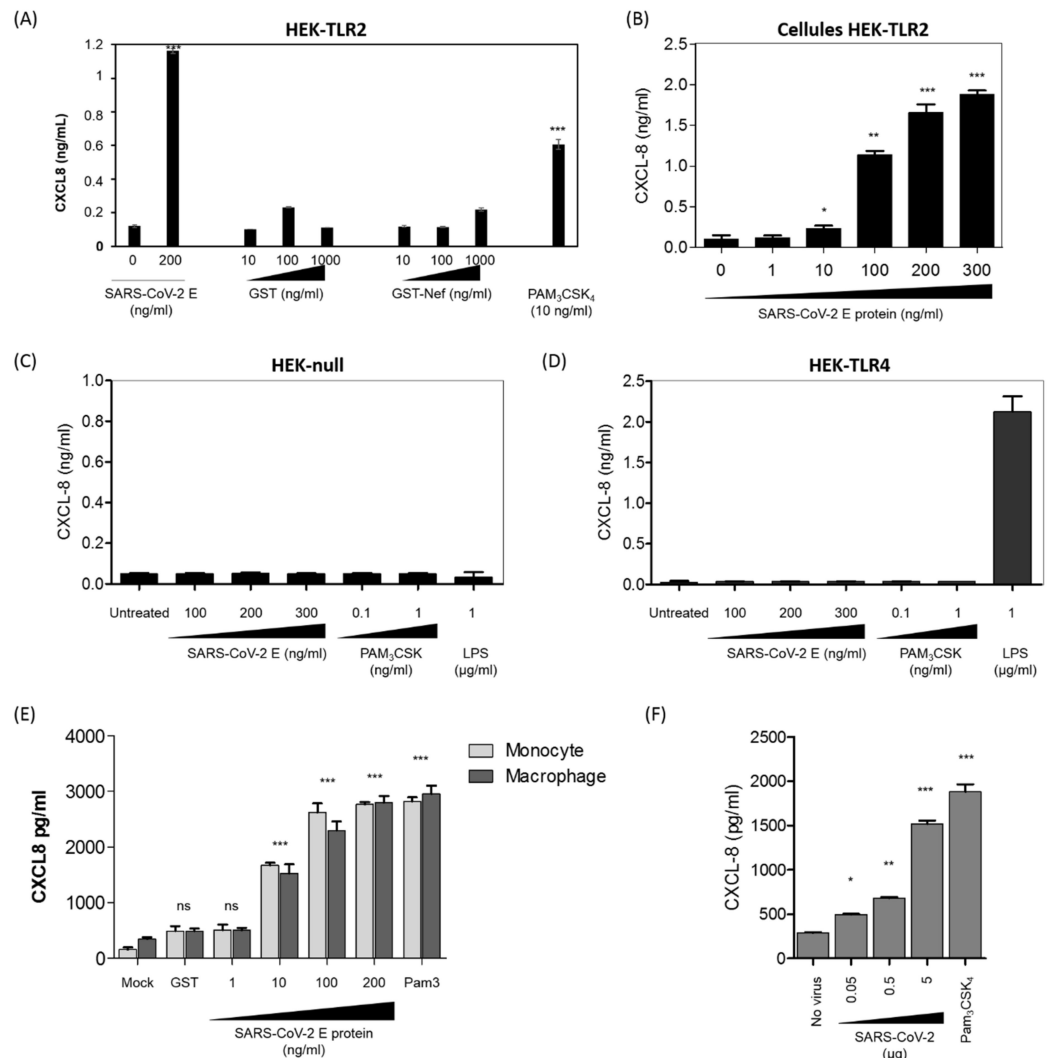 (A)
HEK-TLR2
CXCL8 (ng/mL)
1.2
1
0.8
0.6
0.4
0.2
0
***
***
0 200 10 100 1000 10 100 1000
SARS-CoV-2 E
(ng/ml)
GST (ng/ml)
GST-Nef (ng/ml)
PAM₃CSK₄
(10 ng/ml)
(B)
Cellules HEK-TLR2
CXCL-8 (ng/ml)
2.5
2.0
1.5
1.0
0.5
0.0
*
**
***
***
0 1 10 100 200 300
SARS-CoV-2 E protein (ng/ml)
(C)
HEK-null
CXCL-8 (ng/ml)
1.0
0.8
0.6
0.4
0.2
0.0
Untreated 100 200 300 0.1 1 1
SARS-CoV-2 E (ng/ml)
PAM₃CSK
(ng/ml)
LPS
(µg/ml)
(D)
HEK-TLR4
CXCL-8 (ng/ml)
2.5
2.0
1.5
1.0
0.5
0.0
Untreated 100 200 300 0.1 1 1
SARS-CoV-2 E (ng/ml)
PAM₃CSK
(ng/ml)
LPS
(µg/ml)
(E)
CXCL8 pg/ml
4000
3000
2000
1000
0
ns
ns
***
***
***
***
Monocyte
Macrophage
Mock GST 1 10 100 200 Pam3
SARS-CoV-2 E protein
(ng/ml)
(F)
CXCL-8 (pg/ml)
2500
2000
1500
1000
500
0
*
**
***
***
No virus 0.05 0.5 5 Pam₃CSK₄
SARS-CoV-2
(µg)